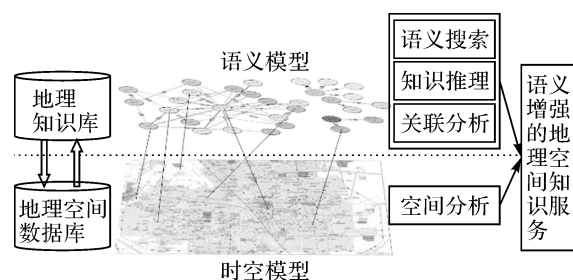 语义模型
地理
知识库
地理空间
数据库
时空模型
语义搜索
知识推理
关联分析
空间分析
语义
增强
的地
理空
间知
识服
务